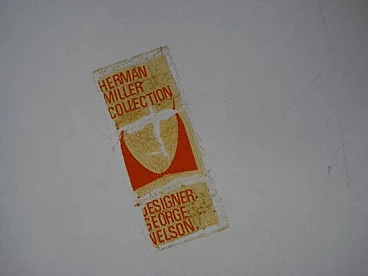 HERMAN
MILLER
COLLECTION
DESIGNER
GEORGE
NELSON